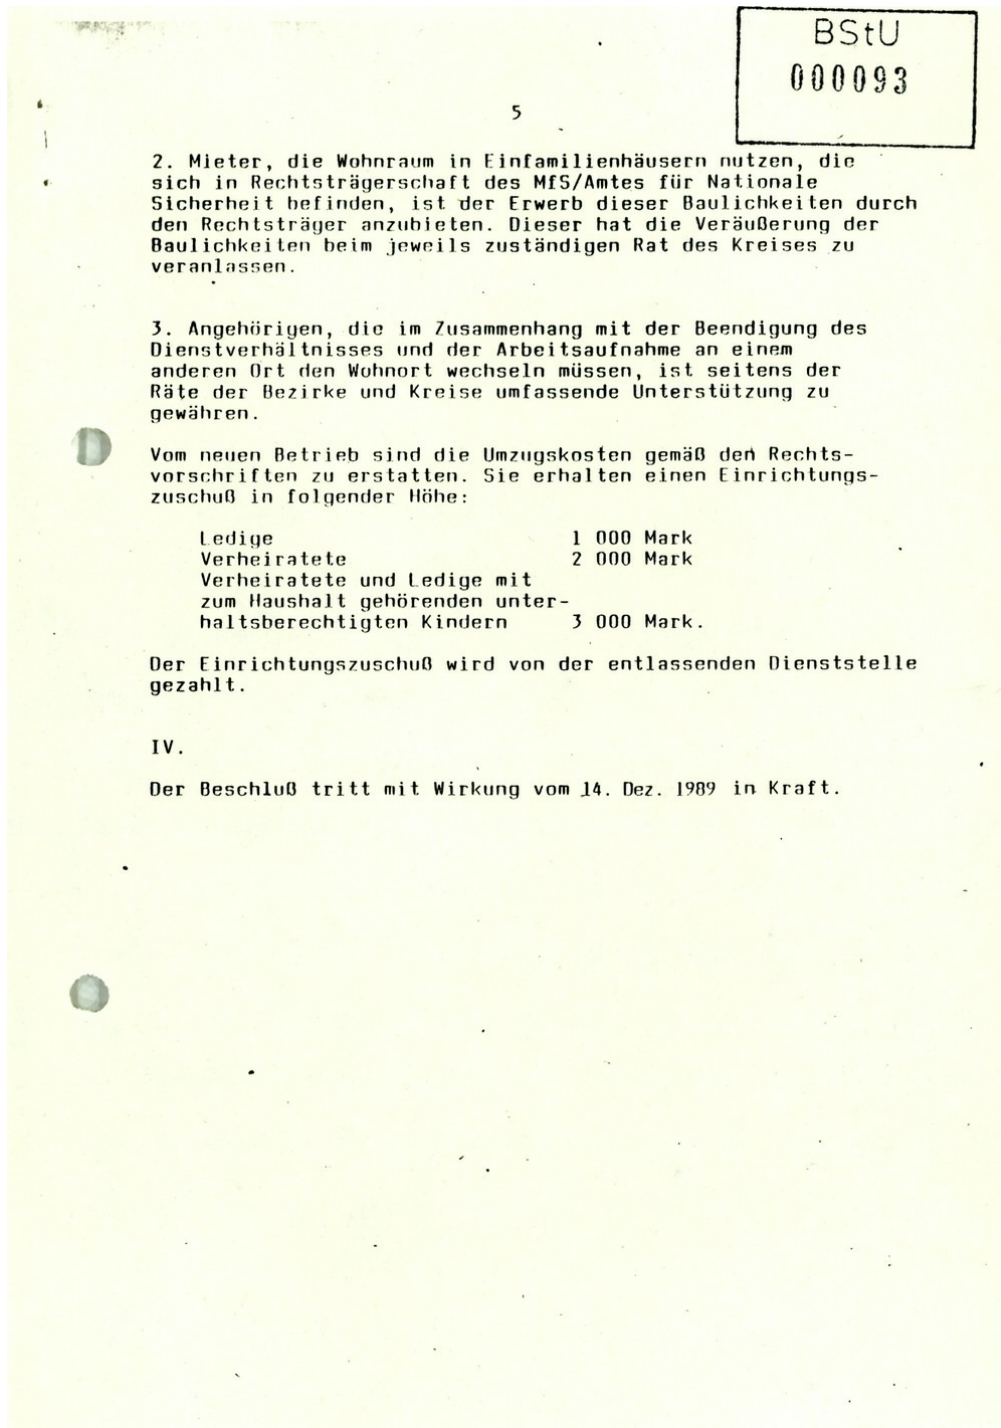 BStU
000093
5
2. Mieter, die Wohnraum in Einfamilienhäusern nutzen, die
sich in Rechtsträgerschaft des MfS/Amtes für Nationale
Sicherheit befinden, ist der Erwerb dieser Baulichkeiten durch
den Rechtsträger anzubieten. Dieser hat die Veräußerung der
Baulichkeiten beim jeweils zuständigen Rat des Kreises zu
veranlassen.
3. Angehörigen, die im Zusammenhang mit der Beendigung des
Dienstverhältnisses und der Arbeitsaufnahme an einem
anderen Ort den Wohnort wechseln müssen, ist seitens der
Räte der Bezirke und Kreise umfassende Unterstützung zu
gewähren.
Vom neuen Betrieb sind die Umzugskosten gemäß den Rechts-
vorschriften zu erstatten. Sie erhalten einen Einrichtungs-
zuschuß in folgender Höhe:
Ledige 1 000 Mark
Verheiratete 2 000 Mark
Verheiratete und Ledige mit
zum Haushalt gehörenden unter-
haltsberechtigten Kindern 3 000 Mark.
Der Einrichtungszuschuß wird von der entlassenden Dienststelle
gezahlt.
IV.
Der Beschluß tritt mit Wirkung vom 14. Dez. 1989 in Kraft.